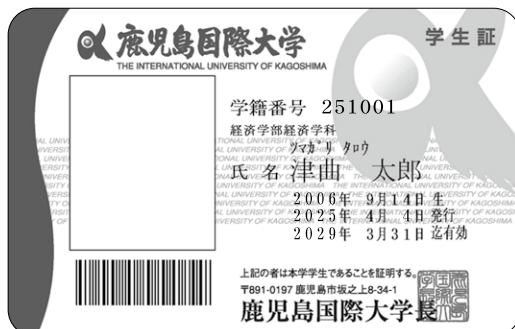 鹿児島国際大学
THE INTERNATIONAL UNIVERSITY OF KAGOSHIMA
学生証
学籍番号 251001
経済学部経済学科
ツマガリ タロウ
氏名 津曲 太郎
2006年 9月14日 生
2025年 4月 4日 発行
2029年 3月31日 迄有効
上記の者は本学学生であることを証明する。
〒891-0197 鹿児島市坂之上8-34-1
鹿児島国際大学長